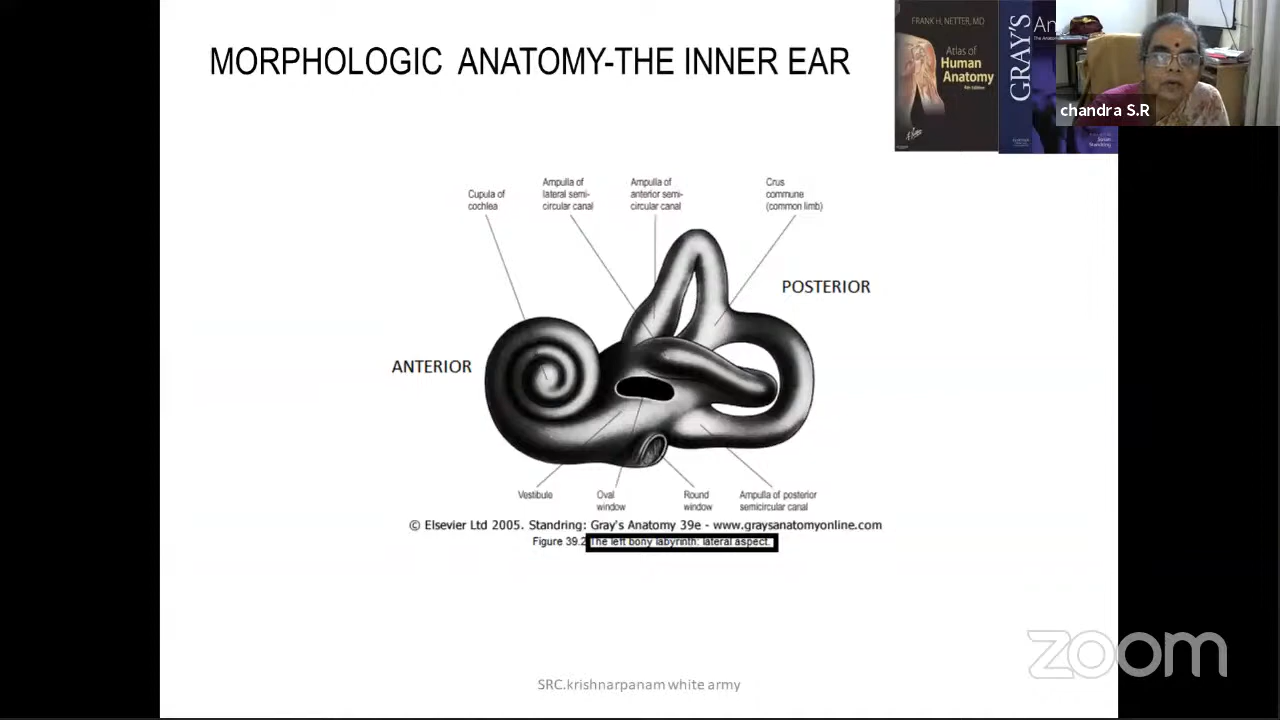 MORPHOLOGIC ANATOMY-THE INNER EAR
FRANK H. NETTER, MD
Atlas of
Human
Anatomy
GRAY'S
An
chandra S.R
Cupula of
cochlea
Ampulla of
lateral semi-
circular canal
Ampulla of
anterior semi-
circular canal
Crus
commune
(common limb)
POSTERIOR
ANTERIOR
Vestibule
Oval
window
Round
window
Ampulla of posterior
semicircular canal
© Elsevier Ltd 2005. Standring: Gray's Anatomy 39e - www.graysanatomyonline.com
Figure 39.2 The left bony labyrinth: lateral aspect.
zoom
SRC.krishnarpanam white army